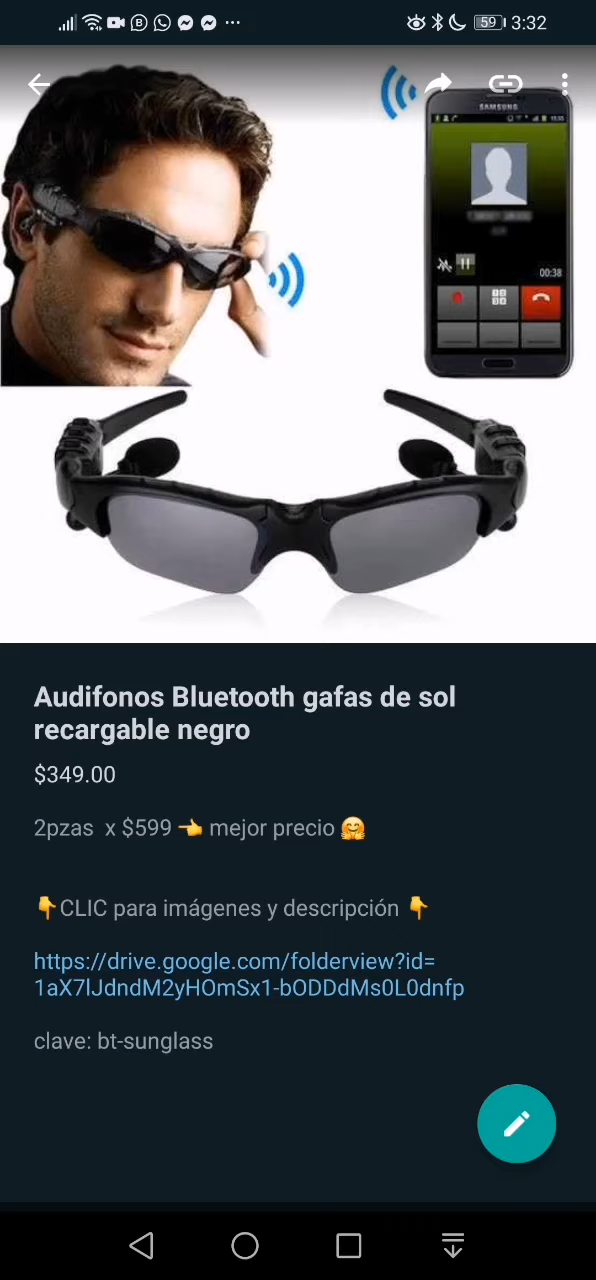 59 3:32
SAMSUNG
00:38
Audifonos Bluetooth gafas de sol
recargable negro
$349.00
2pzas x $599 👉 mejor precio 🤗
👇CLIC para imágenes y descripción 👇
https://drive.google.com/folderview?id=
1aX7lJdndM2yHOmSx1-bODDdMs0L0dnfp
clave: bt-sunglass